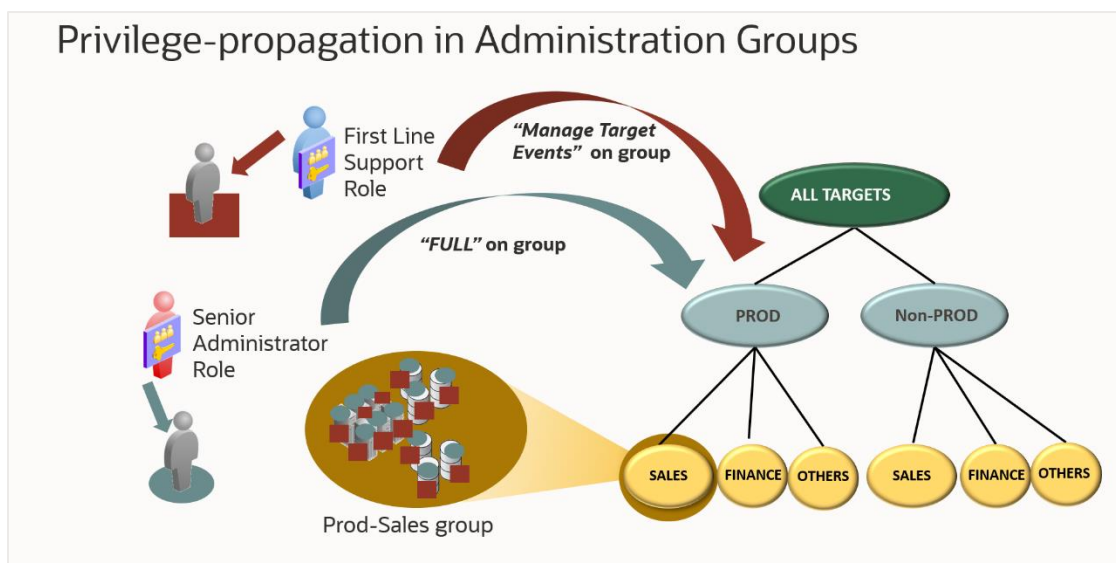 Privilege-propagation in Administration Groups
First Line
Support
Role
“Manage Target
Events” on group
ALL TARGETS
“FULL” on group
Senior
Administrator
Role
PROD
Non-PROD
SALES
FINANCE
OTHERS
SALES
FINANCE
OTHERS
Prod-Sales group